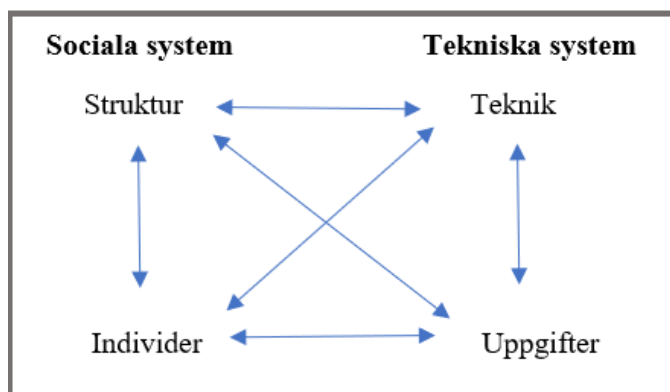 Sociala system Tekniska system
Struktur Teknik
Individer Uppgifter